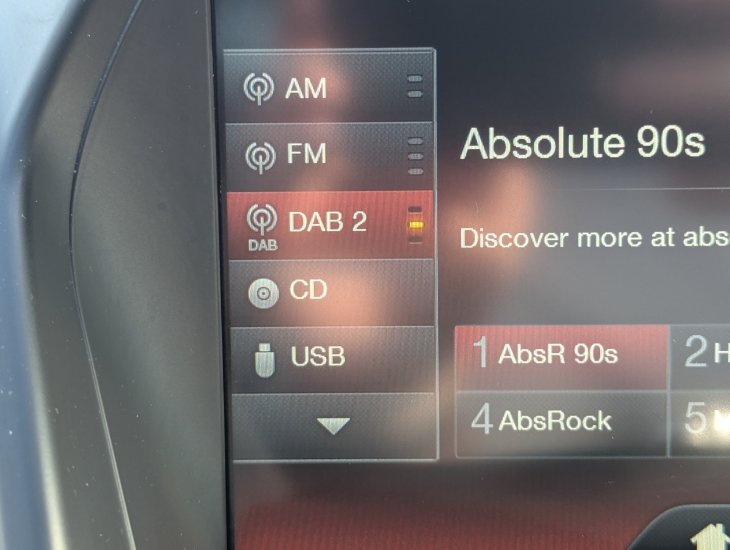 AM
FM
DAB 2
DAB
CD
USB
Absolute 90s
Discover more at
1 AbsR 90s
2
4 AbsRock
5